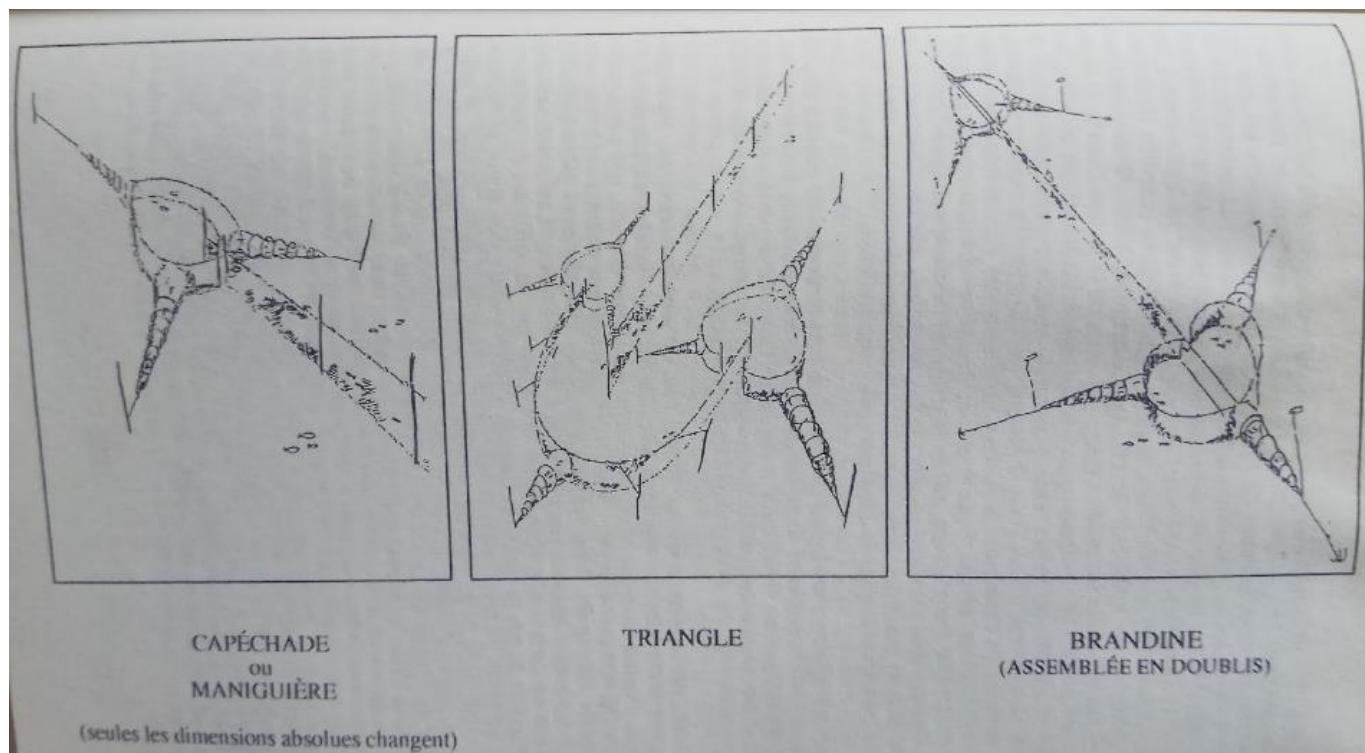 CAPÉCHADE
ou
MANIGUIÈRE
(seules les dimensions absolues changent)
TRIANGLE
BRANDINE
(ASSEMBLÉE EN DOUBLIS)